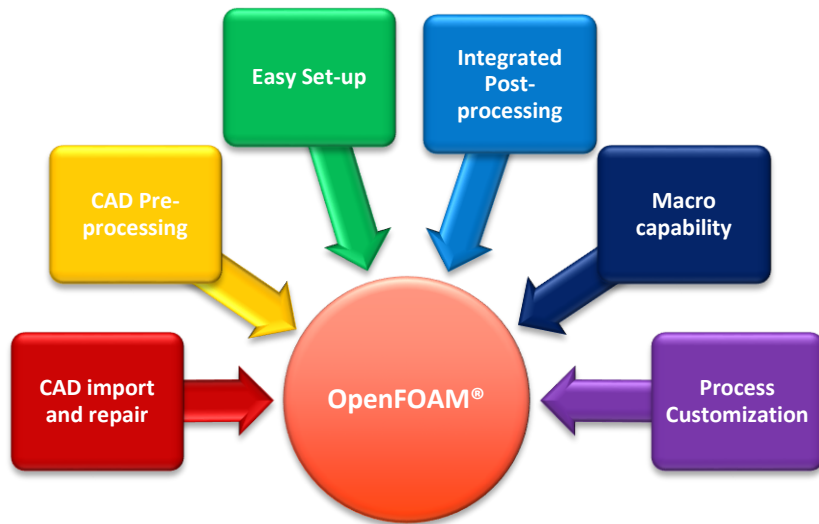 Easy Set-up
Integrated
Post-
processing
CAD Pre-
processing
Macro
capability
CAD import
and repair
OpenFOAM®
Process
Customization